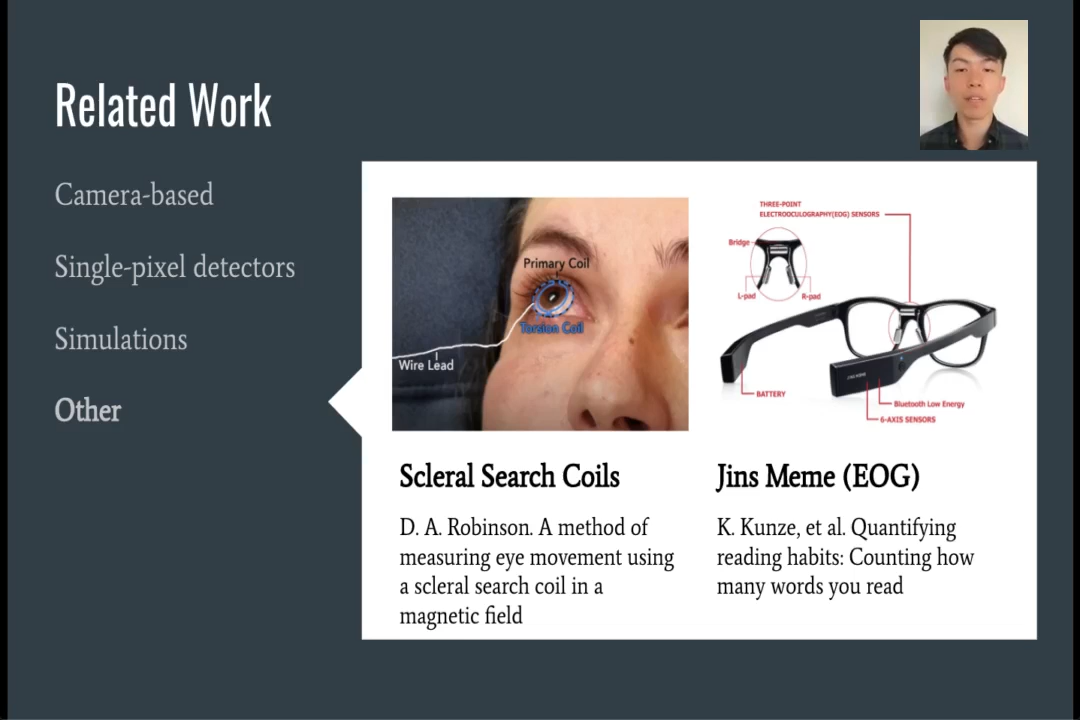 Related Work
Camera-based
Single-pixel detectors
Simulations
Other
Primary Coil
Torsion Coil
Wire Lead
THREE-POINT
ELECTROOCULOGRAPHY(EOG) SENSORS
Bridge
L-pad
R-pad
BATTERY
Bluetooth Low Energy
6-AXIS SENSORS
Scleral Search Coils
D. A. Robinson. A method of
measuring eye movement using
a scleral search coil in a
magnetic field
Jins Meme (EOG)
K. Kunze, et al. Quantifying
reading habits: Counting how
many words you read